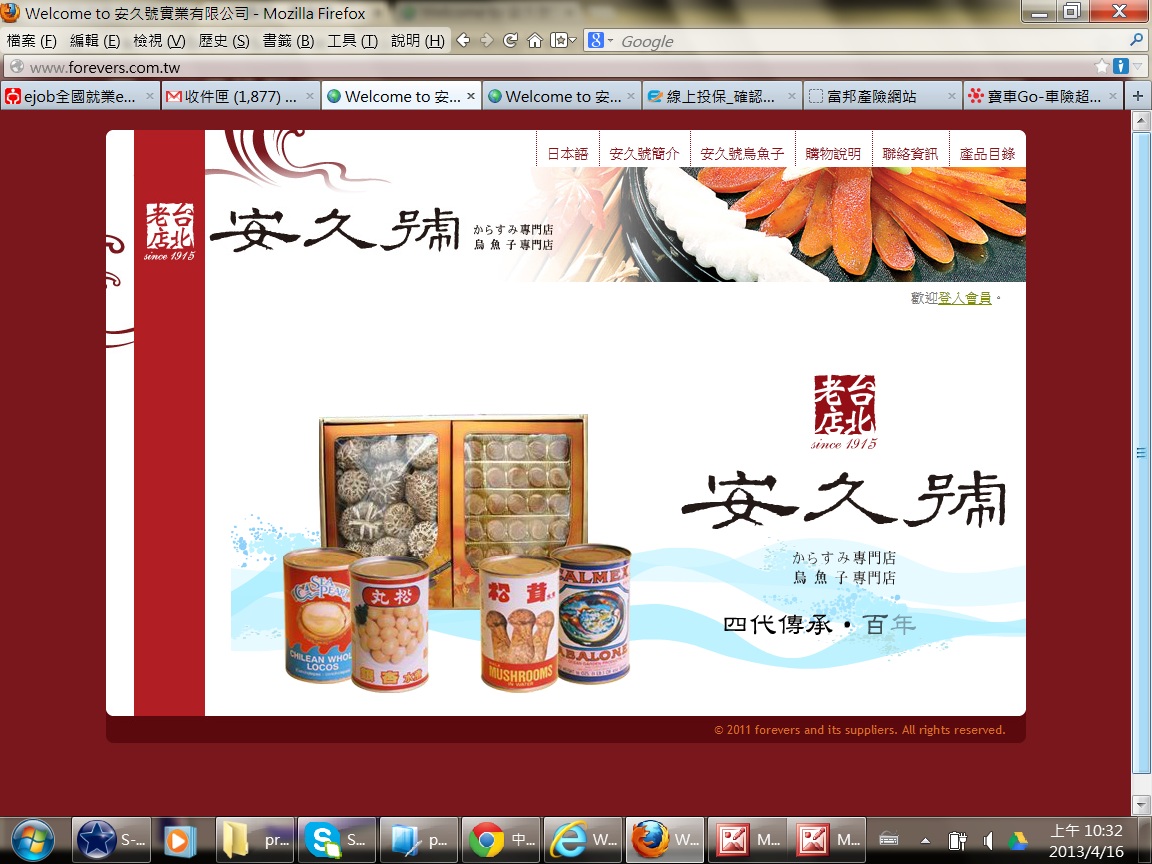 Welcome to 安久號實業有限公司 - Mozilla Firefox
檔案 (F) 編輯 (E) 檢視 (V) 歷史 (S) 書籤 (B) 工具 (T) 說明 (H) Google
www.forevers.com.tw
ejob全國就業e... 收件匣 (1,877) ... Welcome to 安... Welcome to 安... 線上投保_確認... 富邦產險網站 寶車Go-車險超...
日本語 安久號簡介 安久號烏魚子 購物說明 聯絡資訊 產品目錄
台北老店
since 1915
安久號
からすみ專門店
烏魚子專門店
歡迎登入會員。
台北老店
since 1915
安久號
からすみ專門店
烏魚子專門店
四代傳承・百年
CHILEAN WHOLE
LOCOS
丸松
松茸
MUSHROOMS
IN WATER
CALMEX
ABALONE
© 2011 forevers and its suppliers. All rights reserved.
S-... pr... S... p... 中... W... W... M... M...
上午 10:32
2013/4/16